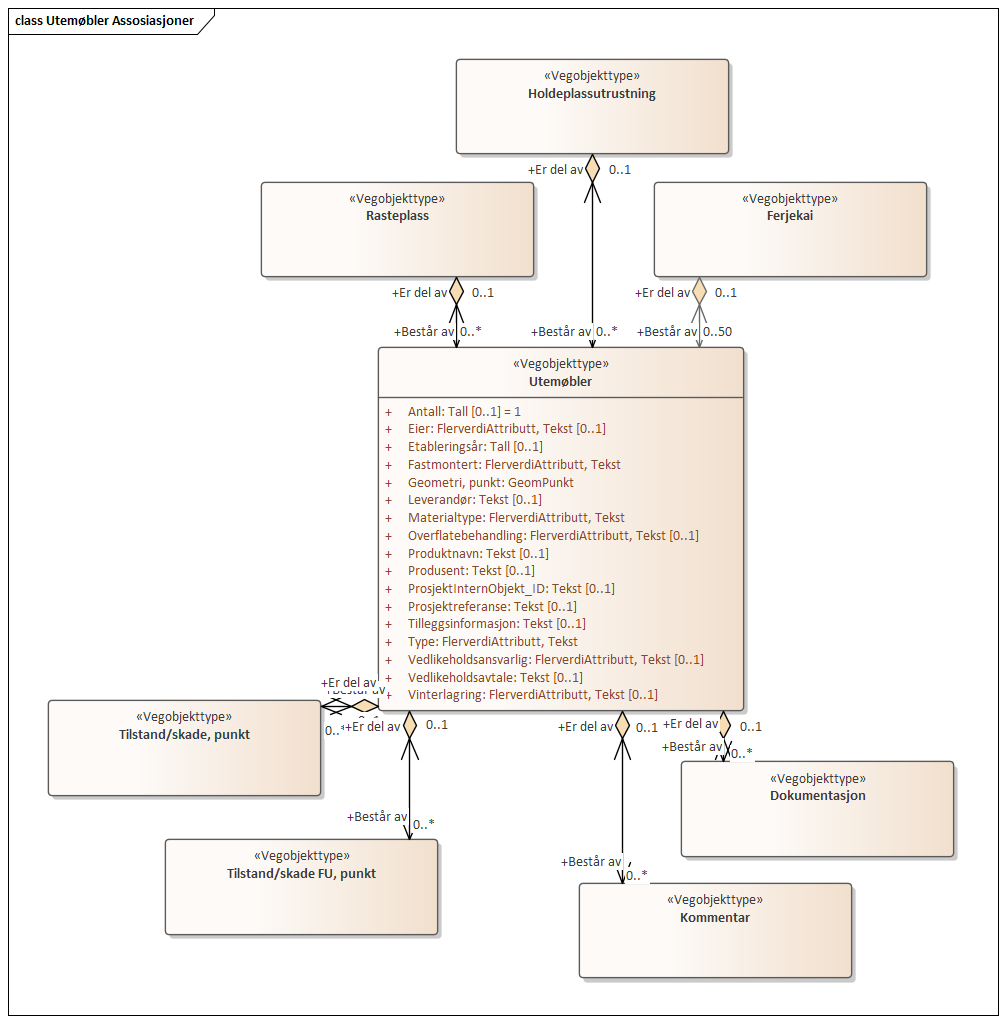 class Utemøbler Assosiasjoner
«Vegobjekttype»
Holdeplassutrustning
+Er del av 0..1
«Vegobjekttype»
Rasteplass
«Vegobjekttype»
Ferjekai
+Er del av 0..1
+Er del av 0..1
+Består av 0..*
+Består av 0..*
+Består av 0..50
«Vegobjekttype»
Utemøbler
+ Antall: Tall [0..1] = 1
+ Eier: FlerverdiAttributt, Tekst [0..1]
+ Etableringsår: Tall [0..1]
+ Fastmontert: FlerverdiAttributt, Tekst
+ Geometri, punkt: GeomPunkt
+ Leverandør: Tekst [0..1]
+ Materialtype: FlerverdiAttributt, Tekst
+ Overflatebehandling: FlerverdiAttributt, Tekst [0..1]
+ Produktnavn: Tekst [0..1]
+ Produsent: Tekst [0..1]
+ ProsjektInternObjekt_ID: Tekst [0..1]
+ Prosjektreferanse: Tekst [0..1]
+ Tilleggsinformasjon: Tekst [0..1]
+ Type: FlerverdiAttributt, Tekst
+ Vedlikeholdsansvarlig: FlerverdiAttributt, Tekst [0..1]
+ Vedlikeholdsavtale: Tekst [0..1]
+ Vinterlagring: FlerverdiAttributt, Tekst [0..1]
+Er del av
+Består av
0..*
«Vegobjekttype»
Tilstand/skade, punkt
+Er del av 0..1
+Er del av 0..1
+Er del av 0..1
+Består av 0..*
«Vegobjekttype»
Dokumentasjon
+Består av 0..*
«Vegobjekttype»
Tilstand/skade FU, punkt
+Består av 0..*
«Vegobjekttype»
Kommentar